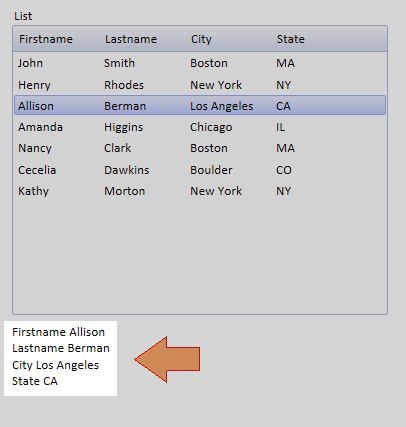 List
Firstname Lastname City State
John Smith Boston MA
Henry Rhodes New York NY
Allison Berman Los Angeles CA
Amanda Higgins Chicago IL
Nancy Clark Boston MA
Cecelia Dawkins Boulder CO
Kathy Morton New York NY
Firstname Allison
Lastname Berman
City Los Angeles
State CA